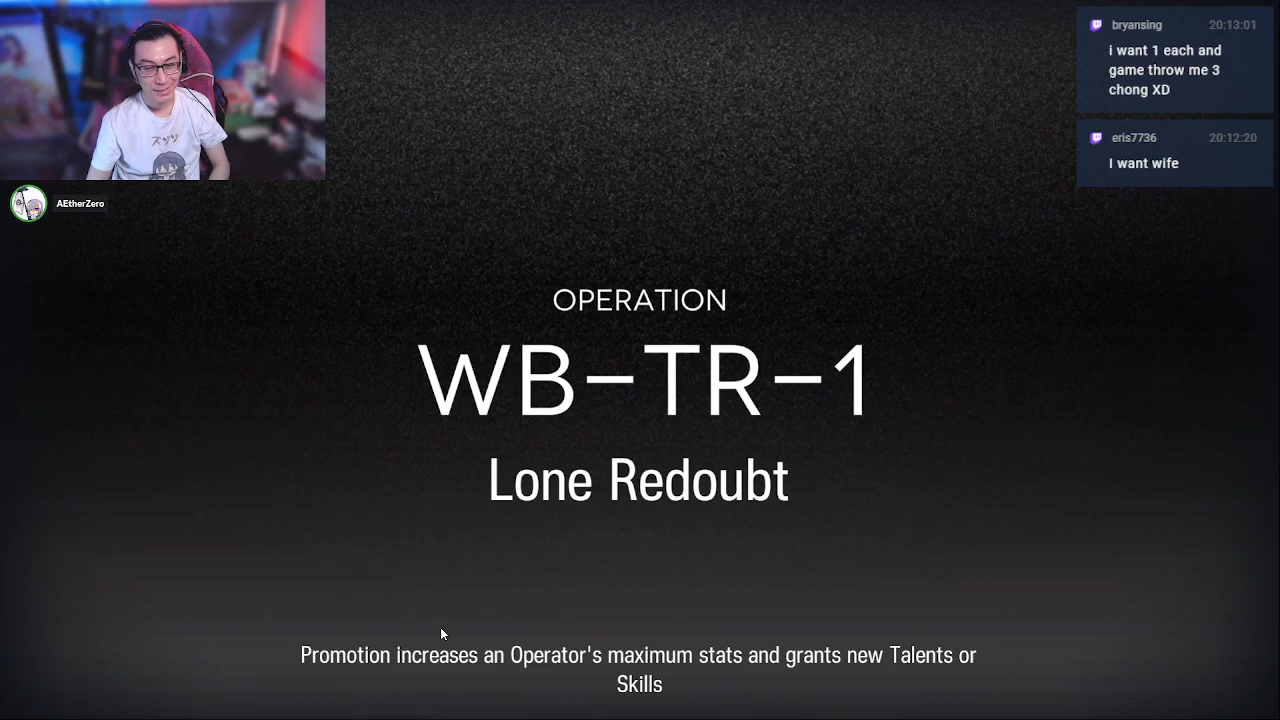 bryansing 20:13:01
i want 1 each and
game throw me 3
chong XD
eris7736 20:12:20
I want wife
AEtherZero
OPERATION
WB-TR-1
Lone Redoubt
Promotion increases an Operator's maximum stats and grants new Talents or
Skills